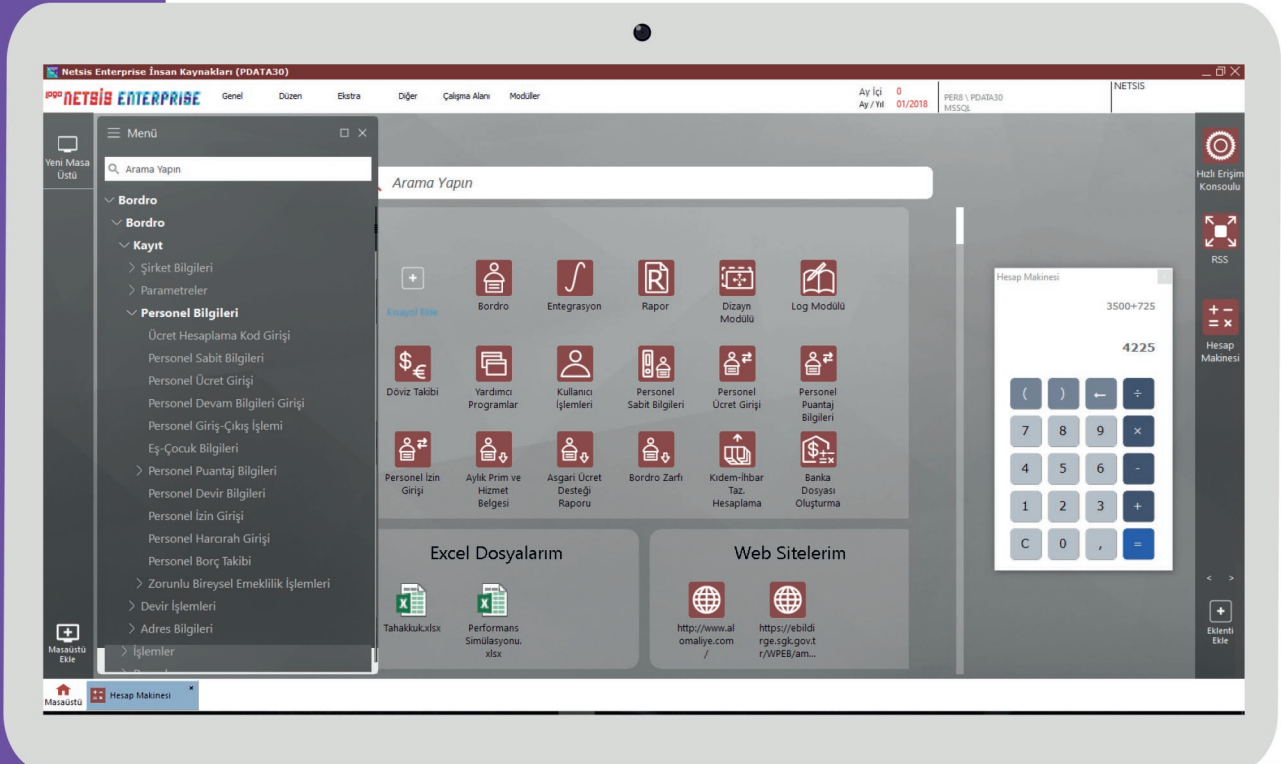 Netsis Enterprise İnsan Kaynakları (PDATA30)
logo NETSİS ENTERPRISE
Genel Düzen Ekstra Diğer Çalışma Alanı Modüller
Ay İçi 0
Ay / Yıl 01/2018
PER8 \ PDATA30
MSSQL
NETSIS
Yeni Masa
Üstü
Menü
Arama Yapın
Bordro
Bordro
Kayıt
Şirket Bilgileri
Parametreler
Personel Bilgileri
Ücret Hesaplama Kod Girişi
Personel Sabit Bilgileri
Personel Ücret Girişi
Personel Devam Bilgileri Girişi
Personel Giriş-Çıkış İşlemi
Eş-Çocuk Bilgileri
Personel Puantaj Bilgileri
Personel Devir Bilgileri
Personel İzin Girişi
Personel Harcırah Girişi
Personel Borç Takibi
Zorunlu Bireysel Emeklilik İşlemleri
Devir İşlemleri
Adres Bilgileri
İşlemler
Masaüstü
Ekle
Arama Yapın
Kısayol Ekle
Bordro
Entegrasyon
Rapor
Dizayn
Modülü
Log Modülü
Döviz Takibi
Yardımcı
Programlar
Kullanıcı
İşlemleri
Personel
Sabit Bilgileri
Personel
Ücret Girişi
Personel
Puantaj
Bilgileri
Personel İzin
Girişi
Aylık Prim ve
Hizmet
Belgesi
Asgari Ücret
Desteği
Raporu
Bordro Zarfı
Kıdem-İhbar
Taz.
Hesaplama
Banka
Dosyası
Oluşturma
Excel Dosyalarım
Tahakkuk.xlsx
Performans
Simülasyonu.
xlsx
Web Sitelerim
http://www.al
omaliye.com
/
https://ebildi
rge.sgk.gov.t
r/WPEB/am...
Hesap Makinesi
3500+725
4225
( ) ← ÷
7 8 9 ×
4 5 6 -
1 2 3 +
C 0 , =
Hızlı Erişim
Konsoulu
RSS
Hesap
Makinesi
< >
Eklenti
Ekle
Masaüstü
Hesap Makinesi